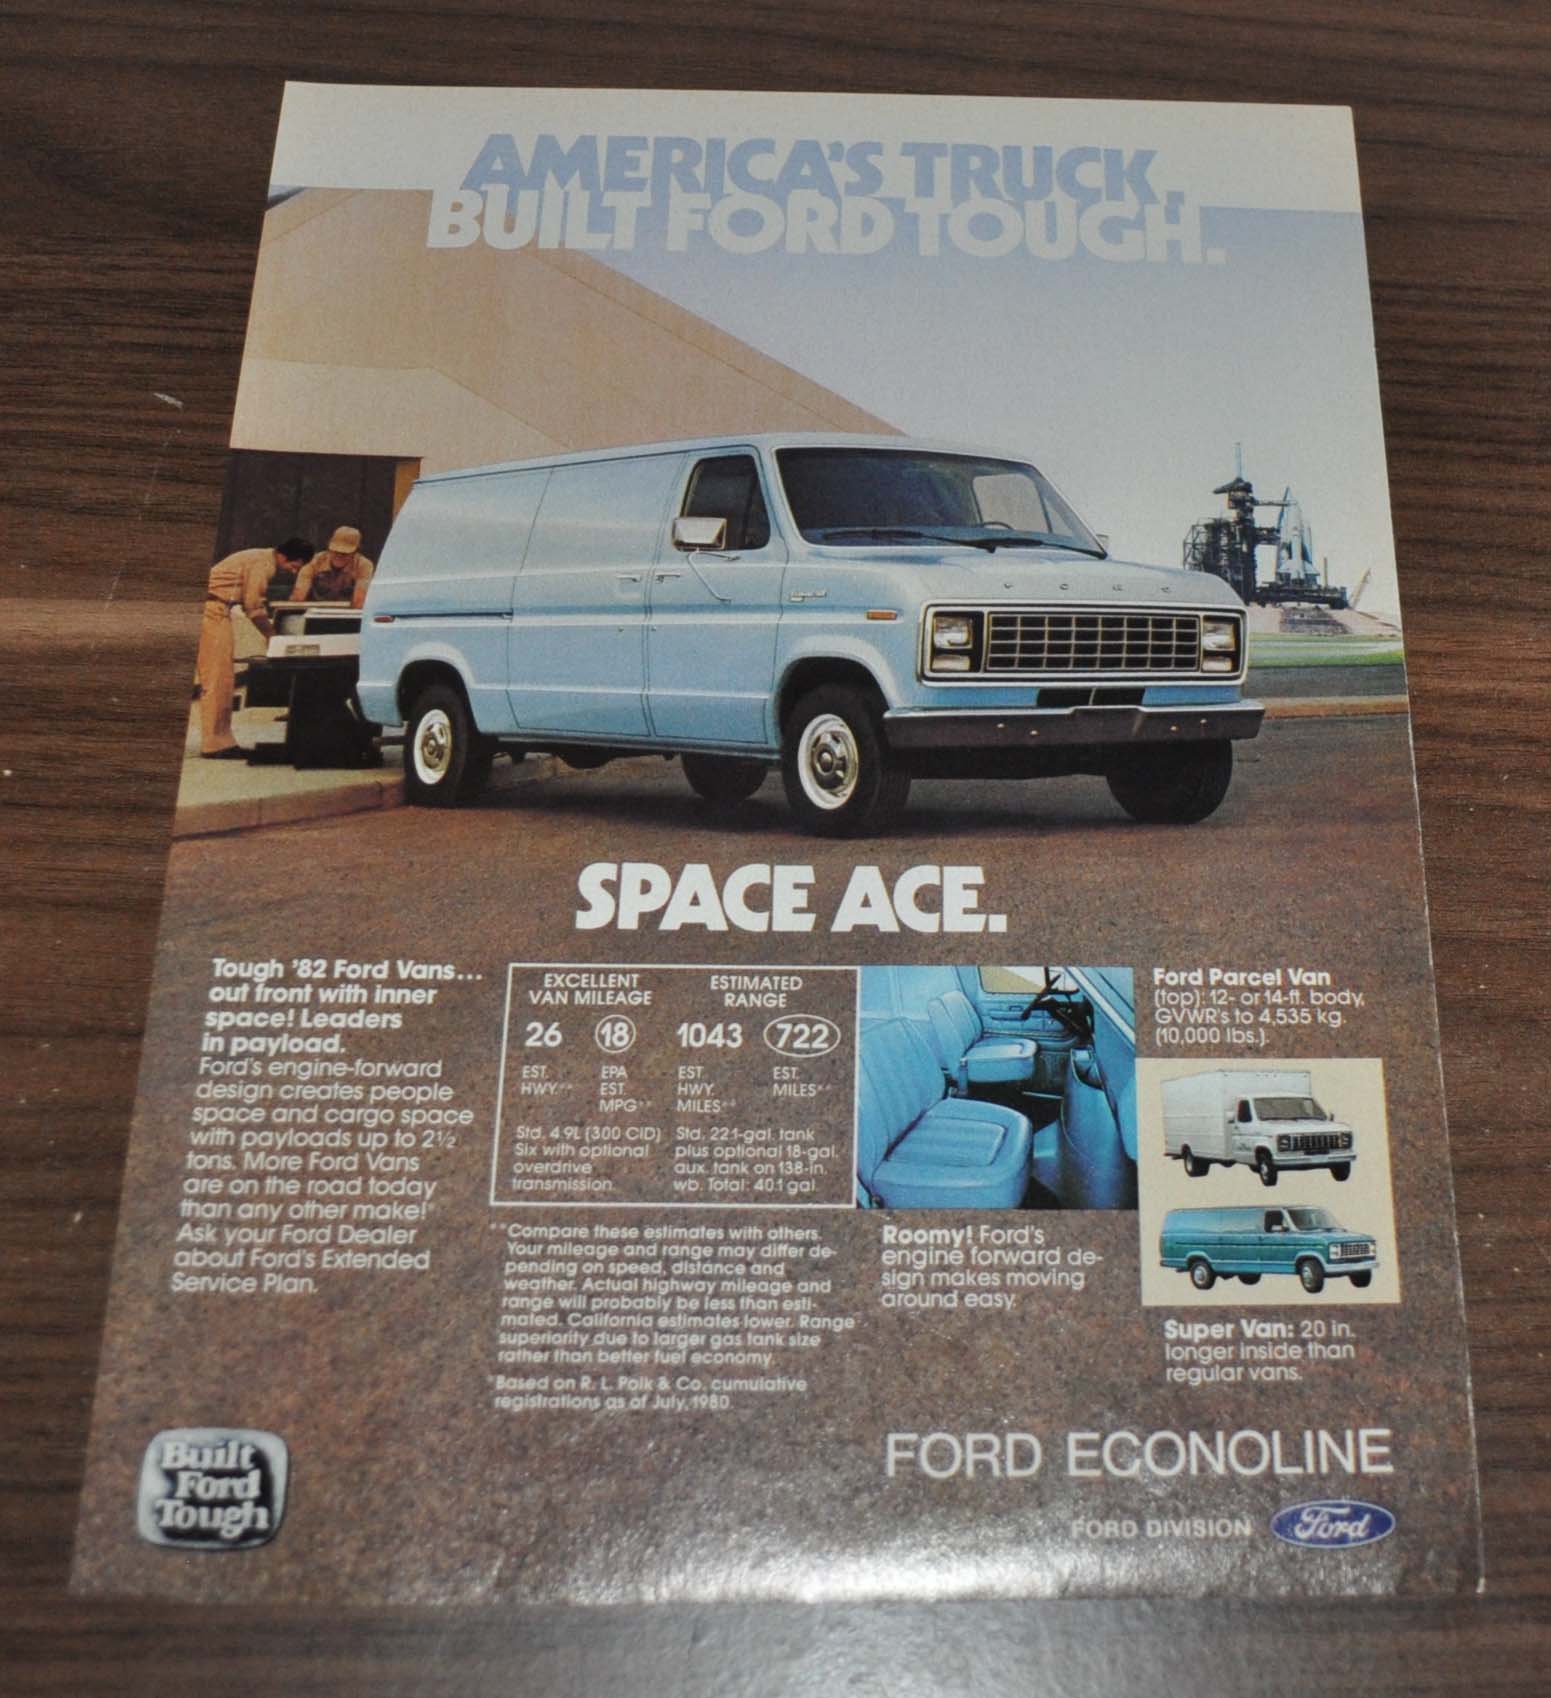 AMERICA'S TRUCK.
BUILT FORD TOUGH.
FORD
SPACE ACE.
Tough '82 Ford Vans...
out front with inner
space! Leaders
in payload.
Ford's engine-forward
design creates people
space and cargo space
with payloads up to 2½
tons. More Ford Vans
are on the road today
than any other make!*
Ask your Ford Dealer
about Ford's Extended
Service Plan.
EXCELLENT
VAN MILEAGE
26 18
EST. HWY.**
EPA EST. MPG**
Std. 4.9L (300 CID)
Six with optional
overdrive
transmission.
ESTIMATED
RANGE
1043 722
EST. HWY. MILES**
EST. MILES**
Std. 22.1-gal. tank
plus optional 18-gal.
aux. tank on 138-in.
wb. Total: 40.1 gal.
**Compare these estimates with others.
Your mileage and range may differ de-
pending on speed, distance and
weather. Actual highway mileage and
range will probably be less than esti-
mated. California estimates lower. Range
superiority due to larger gas tank size
rather than better fuel economy.
*Based on R. L. Polk & Co. cumulative
registrations as of July, 1980.
Roomy! Ford's
engine forward de-
sign makes moving
around easy.
Ford Parcel Van
(top): 12- or 14-ft. body,
GVWR's to 4,535 kg.
(10,000 lbs.).
Super Van: 20 in.
longer inside than
regular vans.
Built
Ford
Tough
FORD ECONOLINE
FORD DIVISION Ford